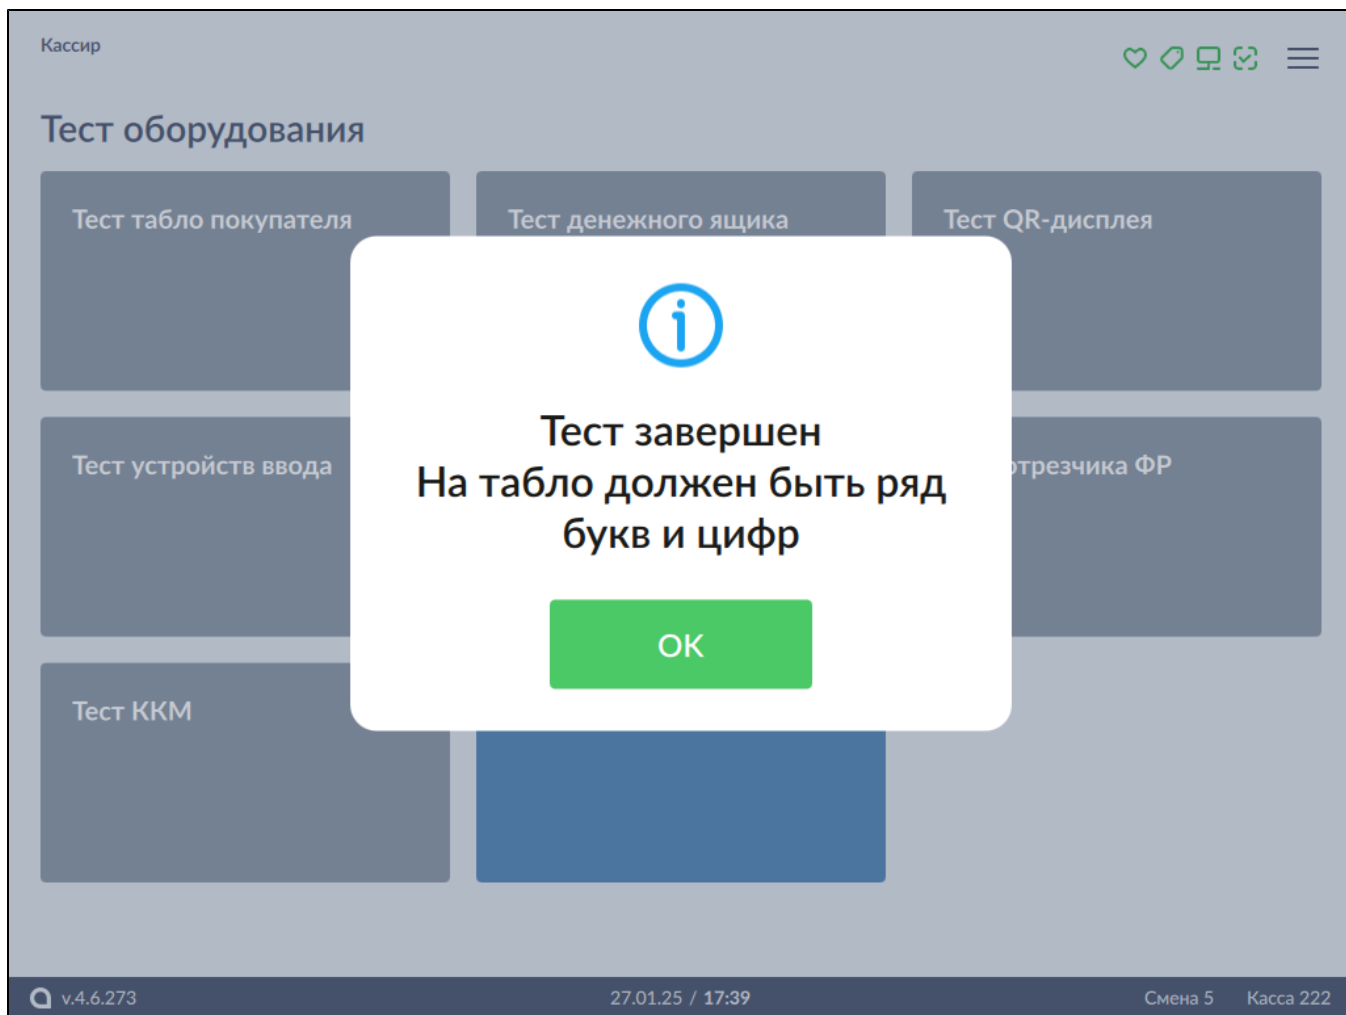 Кассир
Тест оборудования
Тест табло покупателя
Тест денежного ящика
Тест QR-дисплея
Тест завершен
На табло должен быть ряд
букв и цифр
Тест устройств ввода
ФР
ОК
Тест ККМ
v.4.6.273
27.01.25 / 17:39
Смена 5
Касса 222